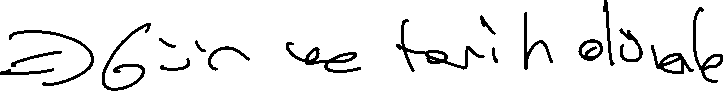 => Gün ve tarih olarak